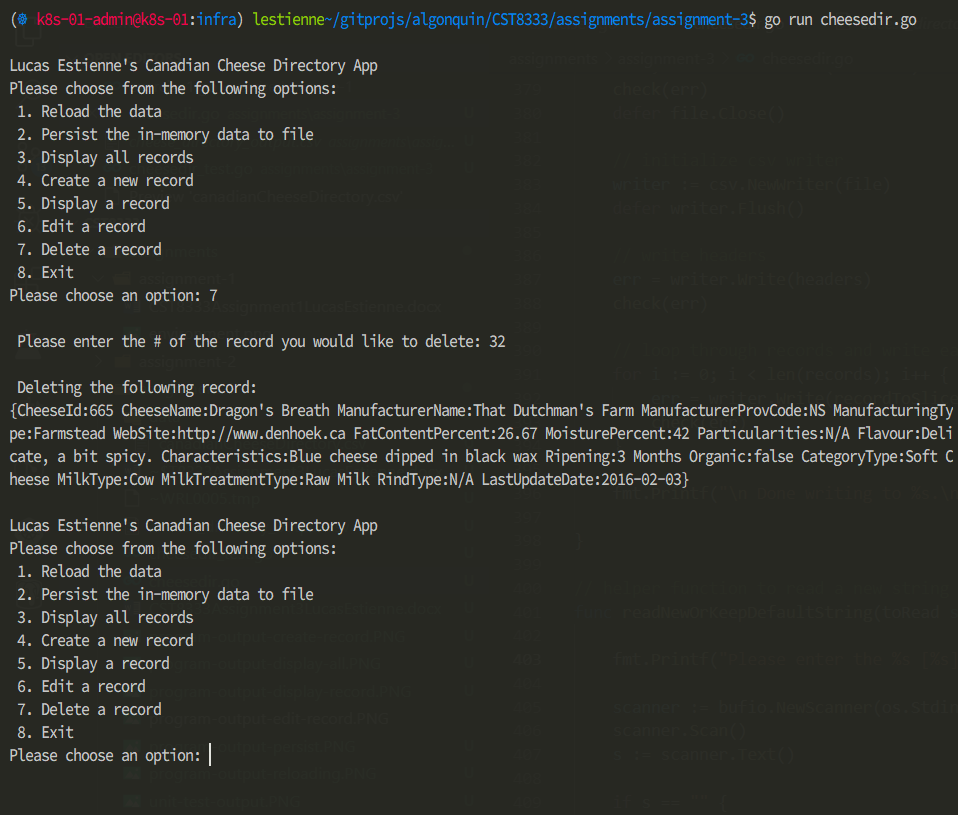 (⎈ k8s-01-admin@k8s-01:infra) lestienne~/gitprojs/algonquin/CST8333/assignments/assignment-3$ go run cheesedir.go
Lucas Estienne's Canadian Cheese Directory App
Please choose from the following options:
1. Reload the data
2. Persist the in-memory data to file
3. Display all records
4. Create a new record
5. Display a record
6. Edit a record
7. Delete a record
8. Exit
Please choose an option: 7
Please enter the # of the record you would like to delete: 32
Deleting the following record:
{CheeseId:665 CheeseName:Dragon's Breath ManufacturerName:That Dutchman's Farm ManufacturerProvCode:NS ManufacturingTy
pe:Farmstead WebSite:http://www.denhoek.ca FatContentPercent:26.67 MoisturePercent:42 Particularities:N/A Flavour:Deli
cate, a bit spicy. Characteristics:Blue cheese dipped in black wax Ripening:3 Months Organic:false CategoryType:Soft C
heese MilkType:Cow MilkTreatmentType:Raw Milk RindType:N/A LastUpdateDate:2016-02-03}
Lucas Estienne's Canadian Cheese Directory App
Please choose from the following options:
1. Reload the data
2. Persist the in-memory data to file
3. Display all records
4. Create a new record
5. Display a record
6. Edit a record
7. Delete a record
8. Exit
Please choose an option: